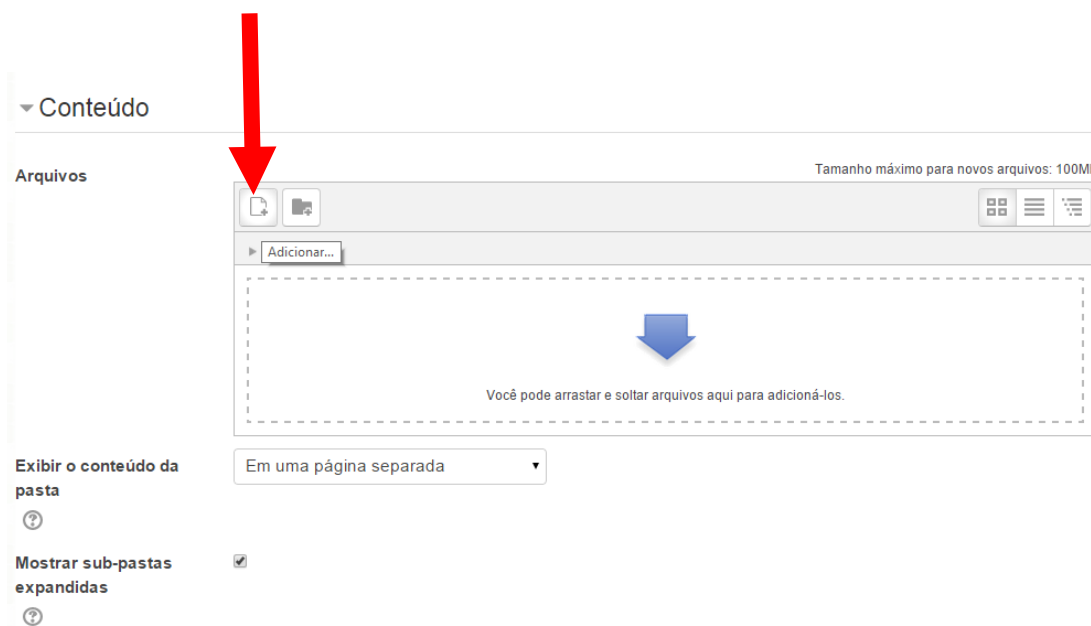 Conteúdo
Arquivos
Tamanho máximo para novos arquivos: 100M
Adicionar...
Você pode arrastar e soltar arquivos aqui para adicioná-los.
Exibir o conteúdo da
pasta
Em uma página separada
Mostrar sub-pastas
expandidas